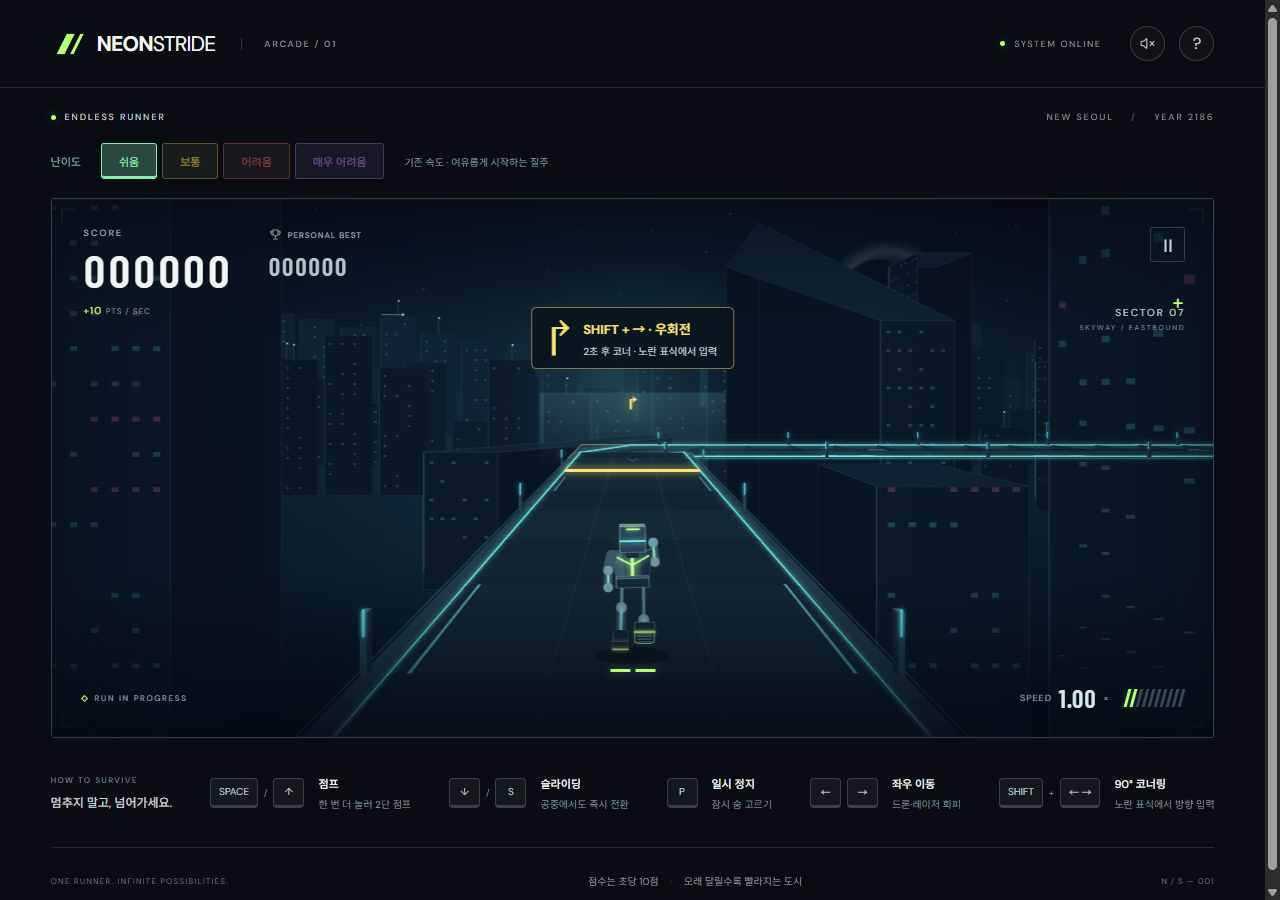 NEONSTRIDE
ARCADE / 01
SYSTEM ONLINE
?
ENDLESS RUNNER
NEW SEOUL / YEAR 2186
난이도
쉬움
보통
어려움
매우 어려움
기존 속도 · 여유롭게 시작하는 질주
SCORE
000000
+10 PTS / SEC
PERSONAL BEST
000000
SHIFT + → · 우회전
2초 후 코너 · 노란 표식에서 입력
SECTOR 07
SKYWAY / EASTBOUND
RUN IN PROGRESS
SPEED 1.00 ×
HOW TO SURVIVE
멈추지 말고, 넘어가세요.
SPACE / ↑
점프
한 번 더 눌러 2단 점프
↓ / S
슬라이딩
공중에서도 즉시 전환
P
일시 정지
잠시 숨 고르기
← →
좌우 이동
드론·레이저 회피
SHIFT + ←→
90° 코너링
노란 표식에서 방향 입력
ONE RUNNER. INFINITE POSSIBILITIES.
점수는 초당 10점 · 오래 달릴수록 빨라지는 도시
N / S — 001